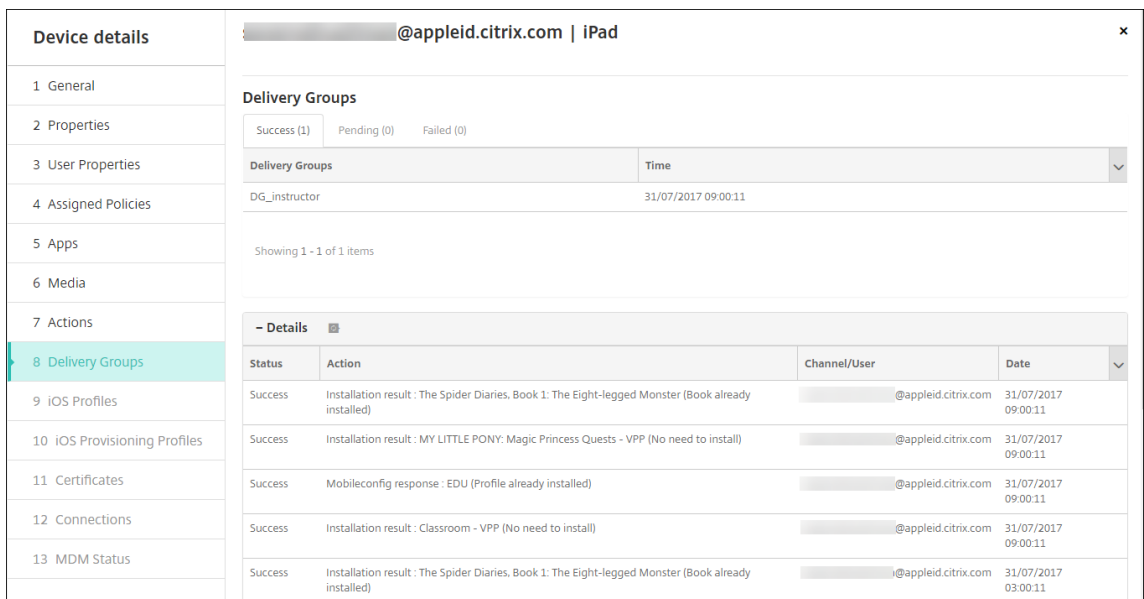 Device details
@appleid.citrix.com | iPad
×
1 General
2 Properties
3 User Properties
4 Assigned Policies
5 Apps
6 Media
7 Actions
8 Delivery Groups
9 iOS Profiles
10 iOS Provisioning Profiles
11 Certificates
12 Connections
13 MDM Status
Delivery Groups
Success (1) Pending (0) Failed (0)
Delivery Groups Time
DG_instructor 31/07/2017 09:00:11
Showing 1 - 1 of 1 items
– Details
Status Action Channel/User Date
Success Installation result : The Spider Diaries, Book 1: The Eight-legged Monster (Book already @appleid.citrix.com 31/07/2017
installed) 09:00:11
Success Installation result : MY LITTLE PONY: Magic Princess Quests - VPP (No need to install) @appleid.citrix.com 31/07/2017
09:00:11
Success Mobileconfig response : EDU (Profile already installed) @appleid.citrix.com 31/07/2017
09:00:11
Success Installation result : Classroom - VPP (No need to install) @appleid.citrix.com 31/07/2017
09:00:11
Success Installation result : The Spider Diaries, Book 1: The Eight-legged Monster (Book already @appleid.citrix.com 31/07/2017
installed) 03:00:11